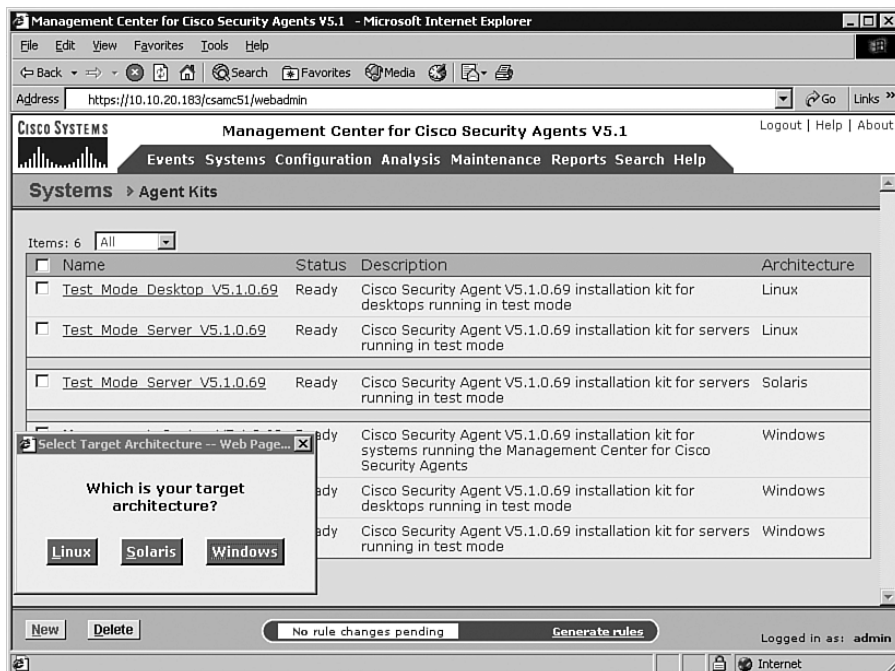 Management Center for Cisco Security Agents V5.1 - Microsoft Internet Explorer
File Edit View Favorites Tools Help
Back Search Favorites Media
Address https://10.10.20.183/csamc51/webadmin Go Links »
CISCO SYSTEMS
Management Center for Cisco Security Agents V5.1
Logout | Help | About
Events Systems Configuration Analysis Maintenance Reports Search Help
Systems > Agent Kits
Items: 6 All
Name Status Description Architecture
Test_Mode_Desktop_V5.1.0.69 Ready Cisco Security Agent V5.1.0.69 installation kit for Linux
desktops running in test mode
Test_Mode_Server_V5.1.0.69 Ready Cisco Security Agent V5.1.0.69 installation kit for servers Linux
running in test mode
Test_Mode_Server_V5.1.0.69 Ready Cisco Security Agent V5.1.0.69 installation kit for servers Solaris
running in test mode
ady Cisco Security Agent V5.1.0.69 installation kit for Windows
systems running the Management Center for Cisco
Security Agents
ady Cisco Security Agent V5.1.0.69 installation kit for Windows
desktops running in test mode
ady Cisco Security Agent V5.1.0.69 installation kit for servers Windows
running in test mode
Select Target Architecture -- Web Page...
Which is your target
architecture?
Linux Solaris Windows
New Delete No rule changes pending Generate rules Logged in as: admin
Internet